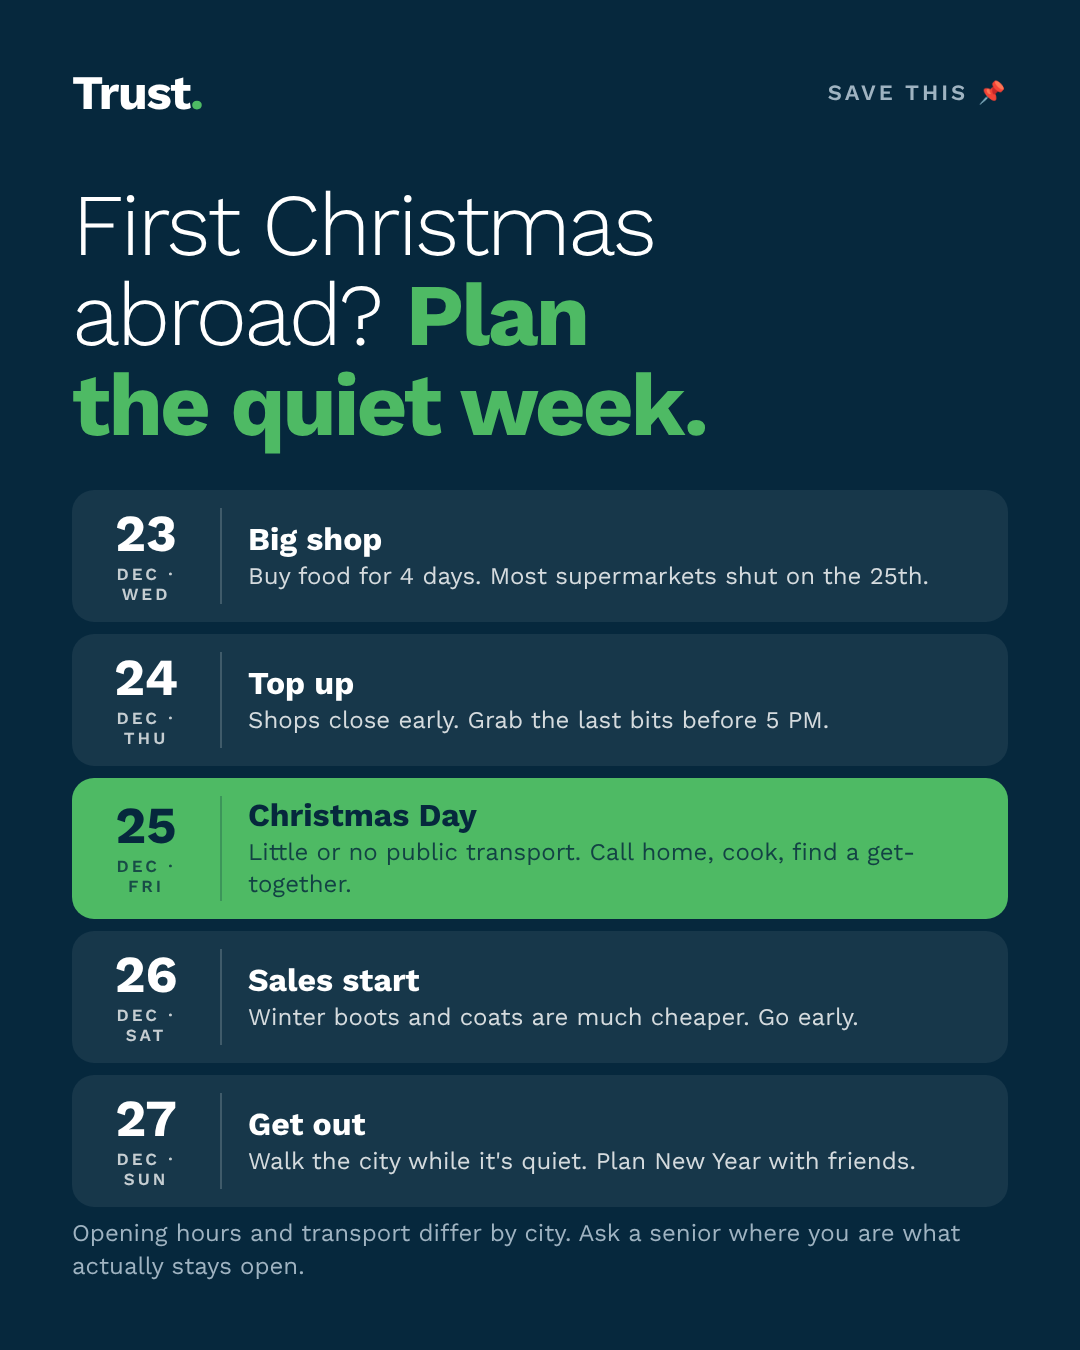 Trust.
SAVE THIS 📌
First Christmas
abroad? Plan
the quiet week.
23
DEC ·
WED
Big shop
Buy food for 4 days. Most supermarkets shut on the 25th.
24
DEC ·
THU
Top up
Shops close early. Grab the last bits before 5 PM.
25
DEC ·
FRI
Christmas Day
Little or no public transport. Call home, cook, find a get-
together.
26
DEC ·
SAT
Sales start
Winter boots and coats are much cheaper. Go early.
27
DEC ·
SUN
Get out
Walk the city while it's quiet. Plan New Year with friends.
Opening hours and transport differ by city. Ask a senior where you are what
actually stays open.